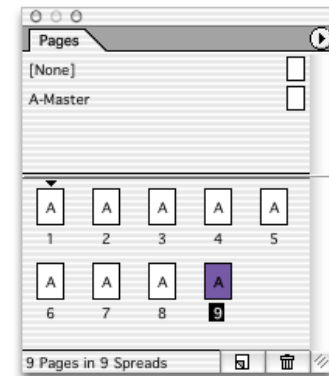 Pages
[None]
A-Master
A A A A A
1 2 3 4 5
A A A A
6 7 8 9
9 Pages in 9 Spreads